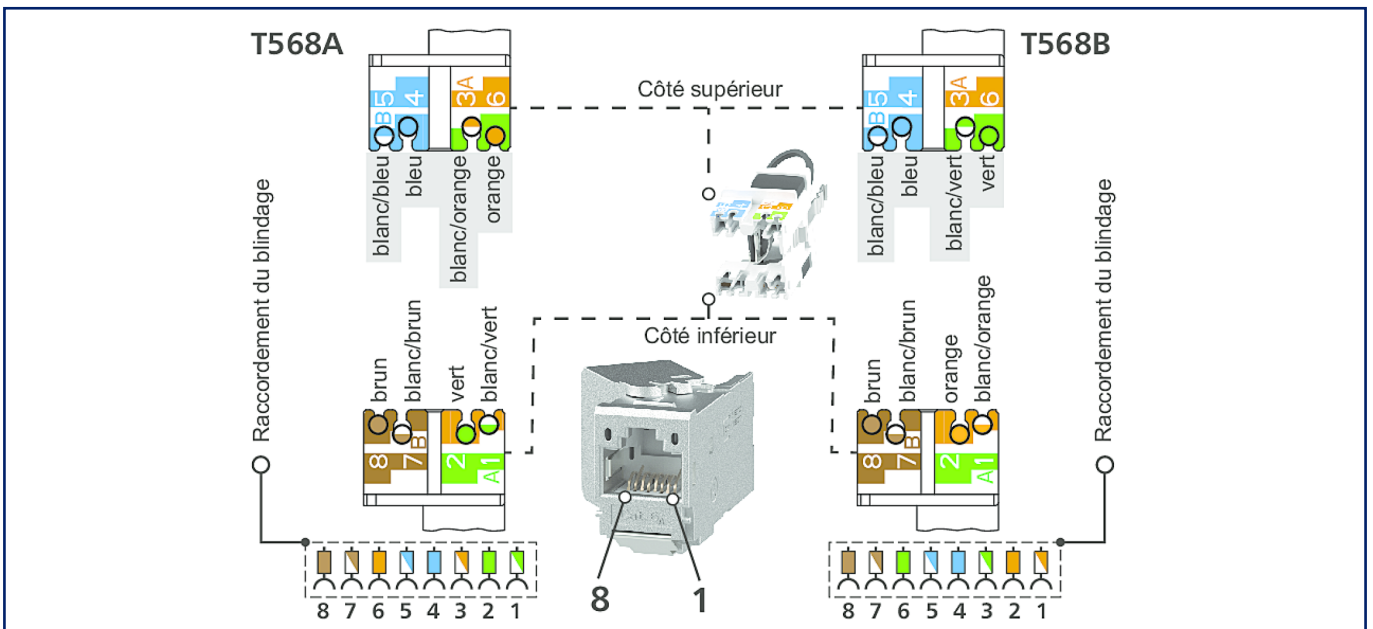 T568A
T568B
Côté supérieur
B5 4 3A 6
B5 4 3A 6
blanc/bleu
bleu
blanc/orange
orange
blanc/bleu
bleu
blanc/vert
vert
Raccordement du blindage
Raccordement du blindage
Côté inférieur
brun
blanc/brun
vert
blanc/vert
brun
blanc/brun
orange
blanc/orange
8 7B 2 A1
8 7B 2 A1
8 1
8 7 6 5 4 3 2 1
8 7 6 5 4 3 2 1